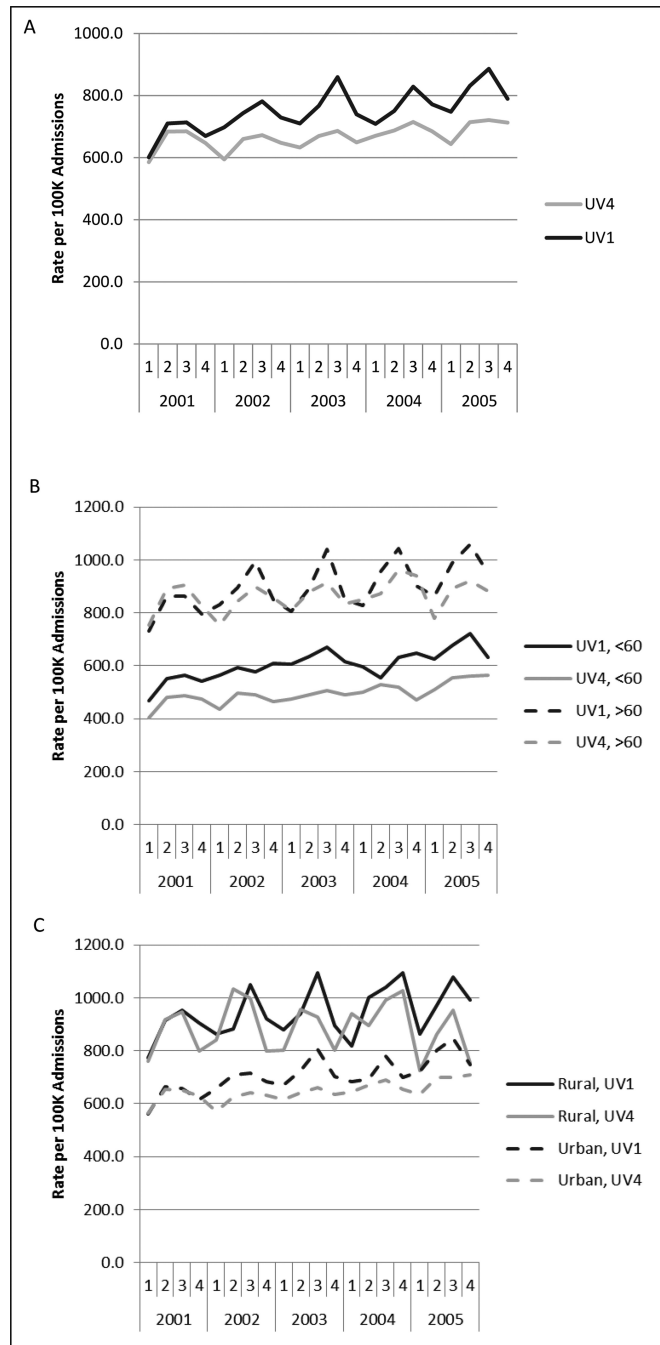 A
1000.0
800.0
600.0
400.0
200.0
0.0
Rate per 100K Admissions
1 2 3 4 1 2 3 4 1 2 3 4 1 2 3 4 1 2 3 4
2001 2002 2003 2004 2005
UV4
UV1
B
1200.0
1000.0
800.0
600.0
400.0
200.0
0.0
Rate per 100K Admissions
1 2 3 4 1 2 3 4 1 2 3 4 1 2 3 4 1 2 3 4
2001 2002 2003 2004 2005
UV1, <60
UV4, <60
UV1, >60
UV4, >60
C
1200.0
1000.0
800.0
600.0
400.0
200.0
0.0
Rate per 100K Admissions
1 2 3 4 1 2 3 4 1 2 3 4 1 2 3 4 1 2 3 4
2001 2002 2003 2004 2005
Rural, UV1
Rural, UV4
Urban, UV1
Urban, UV4